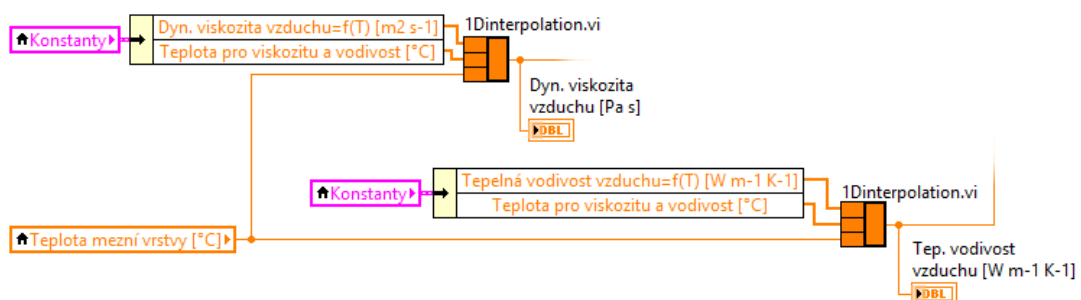 Konstanty
Dyn. viskozita vzduchu=f(T) [m2 s-1]
Teplota pro viskozitu a vodivost [°C]
1Dinterpolation.vi
Dyn. viskozita
vzduchu [Pa s]
DBL
Konstanty
Tepelná vodivost vzduchu=f(T) [W m-1 K-1]
Teplota pro viskozitu a vodivost [°C]
1Dinterpolation.vi
Teplota mezní vrstvy [°C]
Tep. vodivost
vzduchu [W m-1 K-1]
DBL